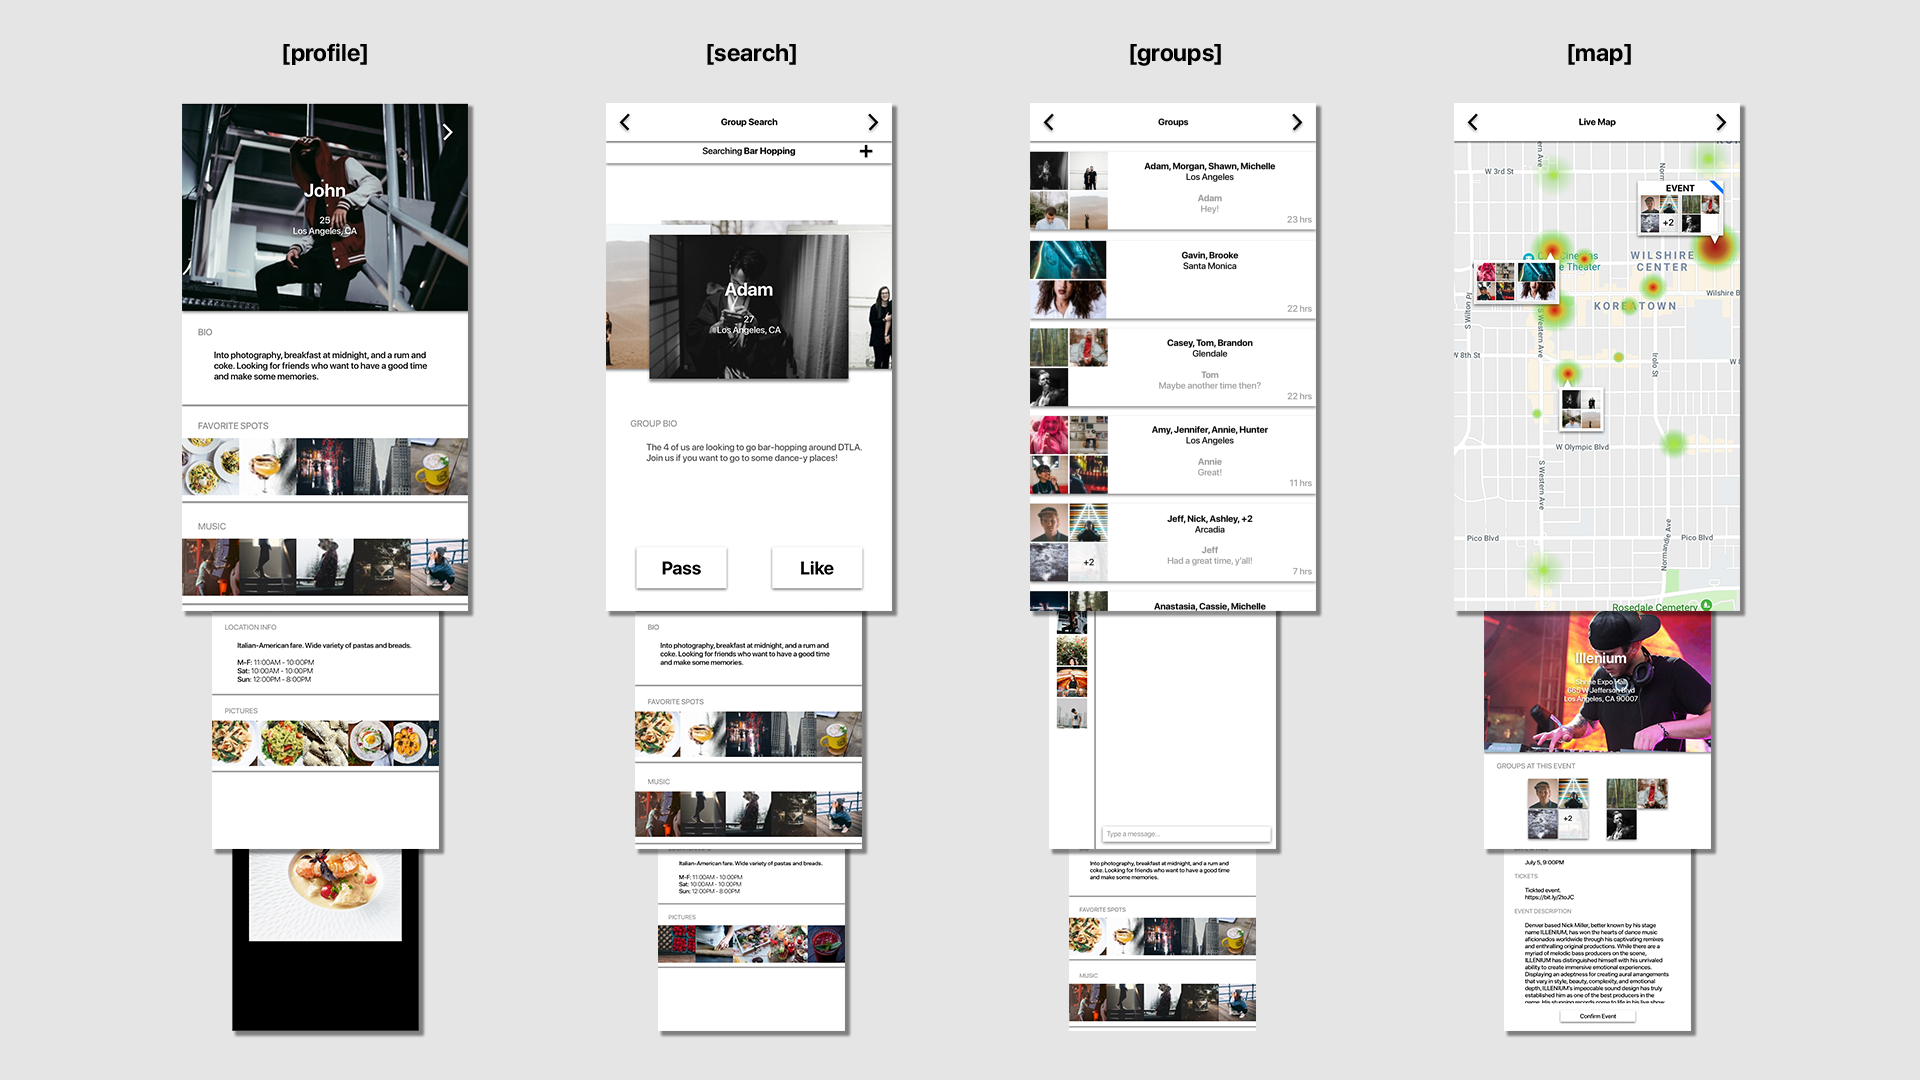 [profile]
John
25
Los Angeles, CA
BIO
Into photography, breakfast at midnight, and a rum and
coke. Looking for friends who want to have a good time
and make some memories.
FAVORITE SPOTS
MUSIC
LOCATION INFO
Italian-American fare. Wide variety of pastas and breads.
M-F: 11:00AM - 10:00PM
Sat: 10:00AM - 10:00PM
Sun: 12:00PM - 8:00PM
PICTURES
[search]
Group Search
Searching Bar Hopping
Adam
27
Los Angeles, CA
GROUP BIO
The 4 of us are looking to go bar-hopping around DTLA.
Join us if you want to go to some dance-y places!
Pass
Like
BIO
Into photography, breakfast at midnight, and a rum and
coke. Looking for friends who want to have a good time
and make some memories.
FAVORITE SPOTS
MUSIC
Italian-American fare. Wide variety of pastas and breads.
M-F: 11:00AM - 10:00PM
Sat: 10:00AM - 10:00PM
Sun: 12:00PM - 8:00PM
PICTURES
[groups]
Groups
Adam, Morgan, Shawn, Michelle
Los Angeles
Adam
Hey!
23 hrs
Gavin, Brooke
Santa Monica
22 hrs
Casey, Tom, Brandon
Glendale
Tom
Maybe another time then?
22 hrs
Amy, Jennifer, Annie, Hunter
Los Angeles
Annie
Great!
11 hrs
Jeff, Nick, Ashley, +2
Arcadia
Jeff
Had a great time, y'all!
+2
7 hrs
Anastasia, Cassie, Michelle
Type a message...
Into photography, breakfast at midnight, and a rum and
coke. Looking for friends who want to have a good time
and make some memories.
FAVORITE SPOTS
MUSIC
[map]
Live Map
W 3rd St
EVENT
+2
WILSHIRE
CENTER
Theater
Wilshire B
KOREATOWN
S Wilton Pl
S Western Ave
W 8th St
Irolo St
W Olympic Blvd
S Western Ave
Pico Blvd
Pico Blvd
Normandie Ave
Rosedale Cemetery
Illenium
Shrine Expo Hall
665 W Jefferson Blvd
Los Angeles, CA 90007
GROUPS AT THIS EVENT
+2
July 5, 9:00PM
TICKETS
Tickted event.
https://bit.ly/2toJC
EVENT DESCRIPTION
Denver based Nick Miller, better known by his stage
name ILLENIUM, has won the hearts of dance music
aficionados worldwide through his captivating remixes
and enthralling original productions. While there are a
myriad of melodic bass producers on the scene,
ILLENIUM has distinguished himself with his unrivaled
ability to create immersive emotional experiences.
Displaying an adeptness for creating aural arrangements
that vary in style, beauty, complexity, and emotional
depth, ILLENIUM's impeccable sound design has truly
established him as one of the best producers in the
game. His stunning records come to life in his live show
Confirm Event